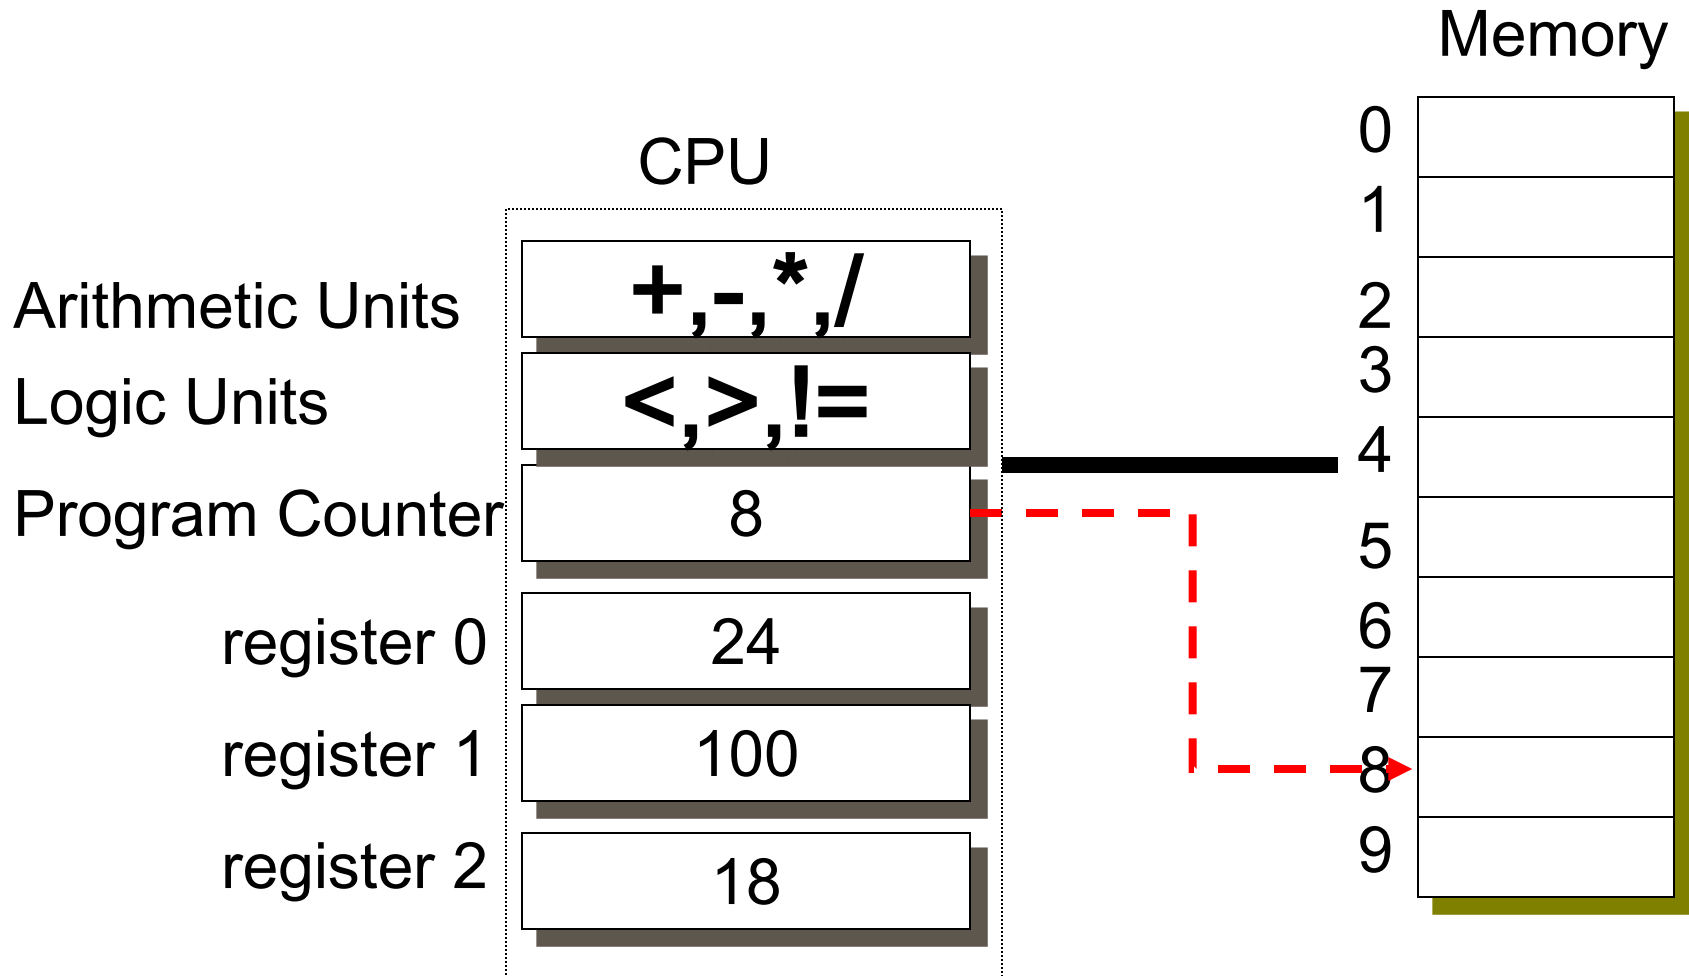 Memory
CPU
Arithmetic Units
+,-,*,/
Logic Units
<,>,!=
Program Counter
8
register 0
24
register 1
100
register 2
18
0
1
2
3
4
5
6
7
8
9